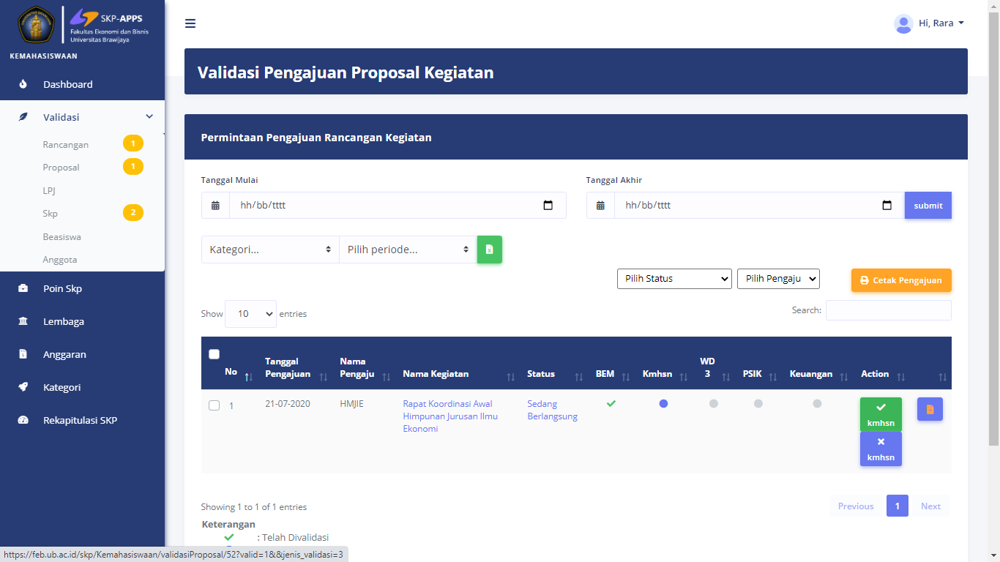 SKP-APPS
Fakultas Ekonomi dan Bisnis
Universitas Brawijaya
KEMAHASISWAAN
Dashboard
Validasi
Rancangan 1
Proposal 1
LPJ
Skp 2
Beasiswa
Anggota
Poin Skp
Lembaga
Anggaran
Kategori
Rekapitulasi SKP
Hi, Rara
Validasi Pengajuan Proposal Kegiatan
Permintaan Pengajuan Rancangan Kegiatan
Tanggal Mulai
hh/bb/tttt
Tanggal Akhir
hh/bb/tttt
submit
Kategori... Pilih periode...
Pilih Status Pilih Pengaju Cetak Pengajuan
Show 10 entries Search:
No Tanggal Pengajuan Nama Pengaju Nama Kegiatan Status BEM Kmhsn WD 3 PSIK Keuangan Action
1 21-07-2020 HMJIE Rapat Koordinasi Awal Sedang
Himpunan Jurusan Ilmu Berlangsung
Ekonomi
kmhsn
kmhsn
Showing 1 to 1 of 1 entries Previous 1 Next
Keterangan
: Telah Divalidasi
https://feb.ub.ac.id/skp/Kemahasiswaan/validasiProposal/52?valid=1&&jenis_validasi=3